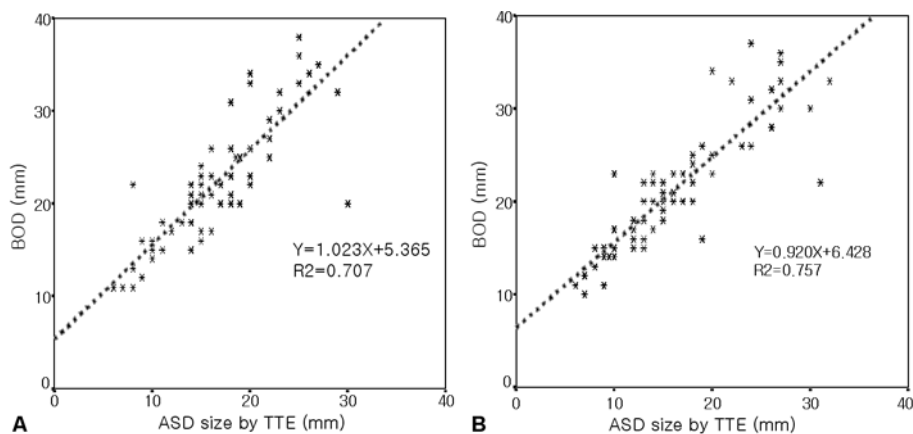 40
30
20
10
0
BOD (mm)
Y=1.023X+5.365
R2=0.707
0 10 20 30 40
A ASD size by TTE (mm)
40
30
20
10
0
BOD (mm)
Y=0.920X+6.428
R2=0.757
0 10 20 30 40
B ASD size by TTE (mm)